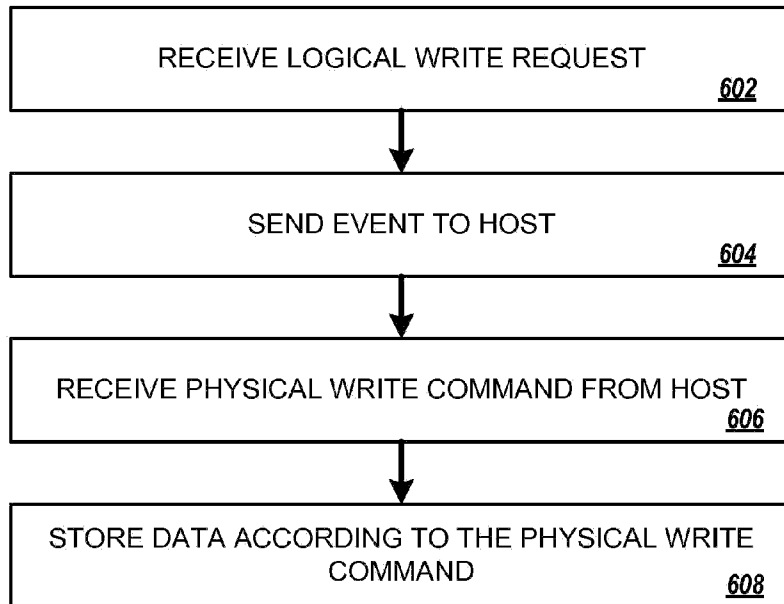 RECEIVE LOGICAL WRITE REQUEST
602
SEND EVENT TO HOST
604
RECEIVE PHYSICAL WRITE COMMAND FROM HOST
606
STORE DATA ACCORDING TO THE PHYSICAL WRITE
COMMAND
608